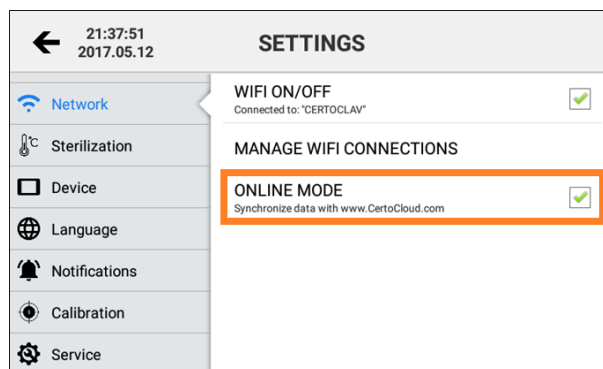 21:37:51
2017.05.12
SETTINGS
Network
°C Sterilization
Device
Language
Notifications
Calibration
Service
WIFI ON/OFF
Connected to: "CERTOCLAV"
MANAGE WIFI CONNECTIONS
ONLINE MODE
Synchronize data with www.CertoCloud.com